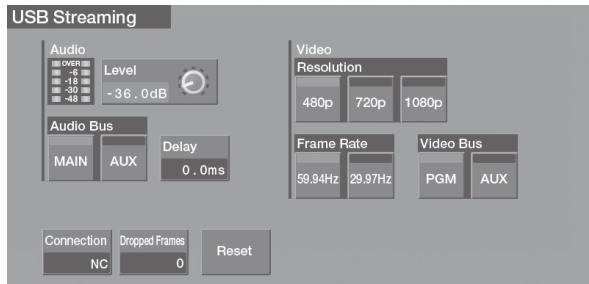 USB Streaming
Audio
OVER
-6
-18
-30
-48
Level
-36.0dB
Audio Bus
MAIN AUX
Delay
0.0ms
Video
Resolution
480p 720p 1080p
Frame Rate
59.94Hz 29.97Hz
Video Bus
PGM AUX
Connection
NC
Dropped Frames
0
Reset